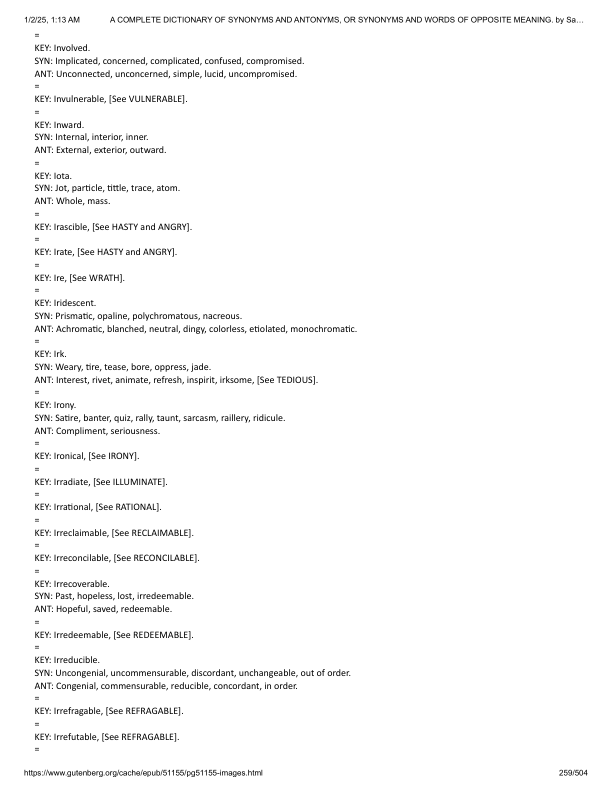 1/2/25, 1:13 AM A COMPLETE DICTIONARY OF SYNONYMS AND ANTONYMS, OR SYNONYMS AND WORDS OF OPPOSITE MEANING. by Sa…
=
KEY: Involved.
SYN: Implicated, concerned, complicated, confused, compromised.
ANT: Unconnected, unconcerned, simple, lucid, uncompromised.
=
KEY: Invulnerable, [See VULNERABLE].
=
KEY: Inward.
SYN: Internal, interior, inner.
ANT: External, exterior, outward.
=
KEY: Iota.
SYN: Jot, particle, tittle, trace, atom.
ANT: Whole, mass.
=
KEY: Irascible, [See HASTY and ANGRY].
=
KEY: Irate, [See HASTY and ANGRY].
=
KEY: Ire, [See WRATH].
=
KEY: Iridescent.
SYN: Prismatic, opaline, polychromatous, nacreous.
ANT: Achromatic, blanched, neutral, dingy, colorless, etiolated, monochromatic.
=
KEY: Irk.
SYN: Weary, tire, tease, bore, oppress, jade.
ANT: Interest, rivet, animate, refresh, inspirit, irksome, [See TEDIOUS].
=
KEY: Irony.
SYN: Satire, banter, quiz, rally, taunt, sarcasm, raillery, ridicule.
ANT: Compliment, seriousness.
=
KEY: Ironical, [See IRONY].
=
KEY: Irradiate, [See ILLUMINATE].
=
KEY: Irrational, [See RATIONAL].
=
KEY: Irreclaimable, [See RECLAIMABLE].
=
KEY: Irreconcilable, [See RECONCILABLE].
=
KEY: Irrecoverable.
SYN: Past, hopeless, lost, irredeemable.
ANT: Hopeful, saved, redeemable.
=
KEY: Irredeemable, [See REDEEMABLE].
=
KEY: Irreducible.
SYN: Uncongenial, uncommensurable, discordant, unchangeable, out of order.
ANT: Congenial, commensurable, reducible, concordant, in order.
=
KEY: Irrefragable, [See REFRAGABLE].
=
KEY: Irrefutable, [See REFRAGABLE].
=
https://www.gutenberg.org/cache/epub/51155/pg51155-images.html 259/504